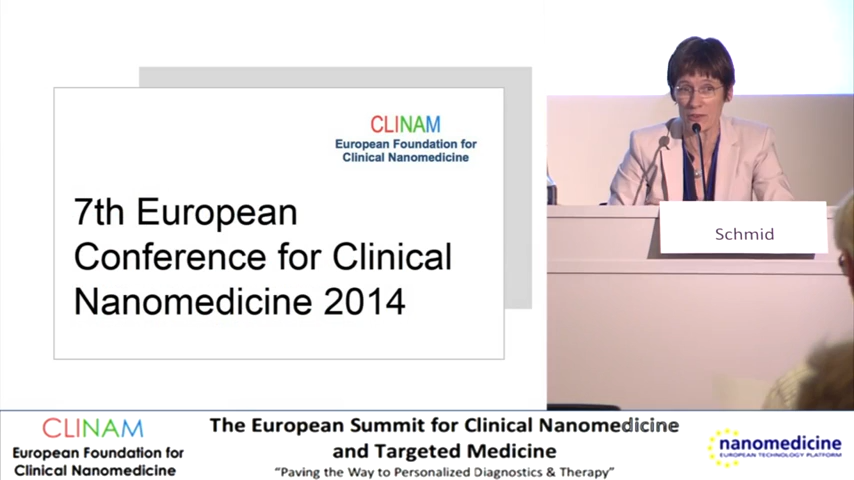 CLINAM
European Foundation for
Clinical Nanomedicine
7th European
Conference for Clinical
Nanomedicine 2014
Schmid
CLINAM
European Foundation for
Clinical Nanomedicine
The European Summit for Clinical Nanomedicine
and Targeted Medicine
"Paving the Way to Personalized Diagnostics & Therapy"
nanomedicine
EUROPEAN TECHNOLOGY PLATFORM